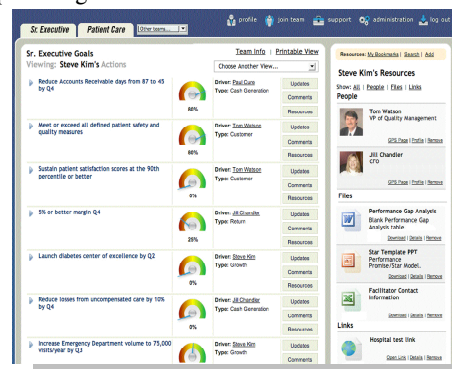 profile join team support administration log out
Sr. Executive Patient Care Other teams...
Sr. Executive Goals
Team Info | Printable View
Viewing: Steve Kim's Actions
Choose Another View...
Reduce Accounts Receivable days from 87 to 45
by Q4
80%
Driver: Paul Cure
Type: Cash Generation
Updates
Comments
Resources
Meet or exceed all defined patient safety and
quality measures
80%
Driver: Tom Watson
Type: Customer
Updates
Comments
Resources
Sustain patient satisfaction scores at the 90th
percentile or better
0%
Driver: Tom Watson
Type: Customer
Updates
Comments
Resources
5% or better margin Q4
25%
Driver: Jill Chandler
Type: Return
Updates
Comments
Resources
Launch diabetes center of excellence by Q2
0%
Driver: Steve Kim
Type: Growth
Updates
Comments
Resources
Reduce losses from uncompensated care by 10%
by Q4
0%
Driver: Jill Chandler
Type: Cash Generation
Updates
Comments
Resources
Increase Emergency Department volume to 75,000
visits/year by Q3
Driver: Steve Kim
Type: Growth
Updates
Comments
Resources: My Bookmarks | Search | Add
Steve Kim's Resources
Show: All | People | Files | Links
People
Tom Watson
VP of Quality Management
GPS Page | Profile | Remove
Jill Chandler
CFO
GPS Page | Profile | Remove
Files
Performance Gap Analysis
Blank Performance Gap
Analysis table
Download | Details | Remove
Star Template PPT
Performance
Promise/Star Model.
Download | Details | Remove
Facilitator Contact
Information
Download | Details | Remove
Links
Hospital test link
Open Link | Details | Remove